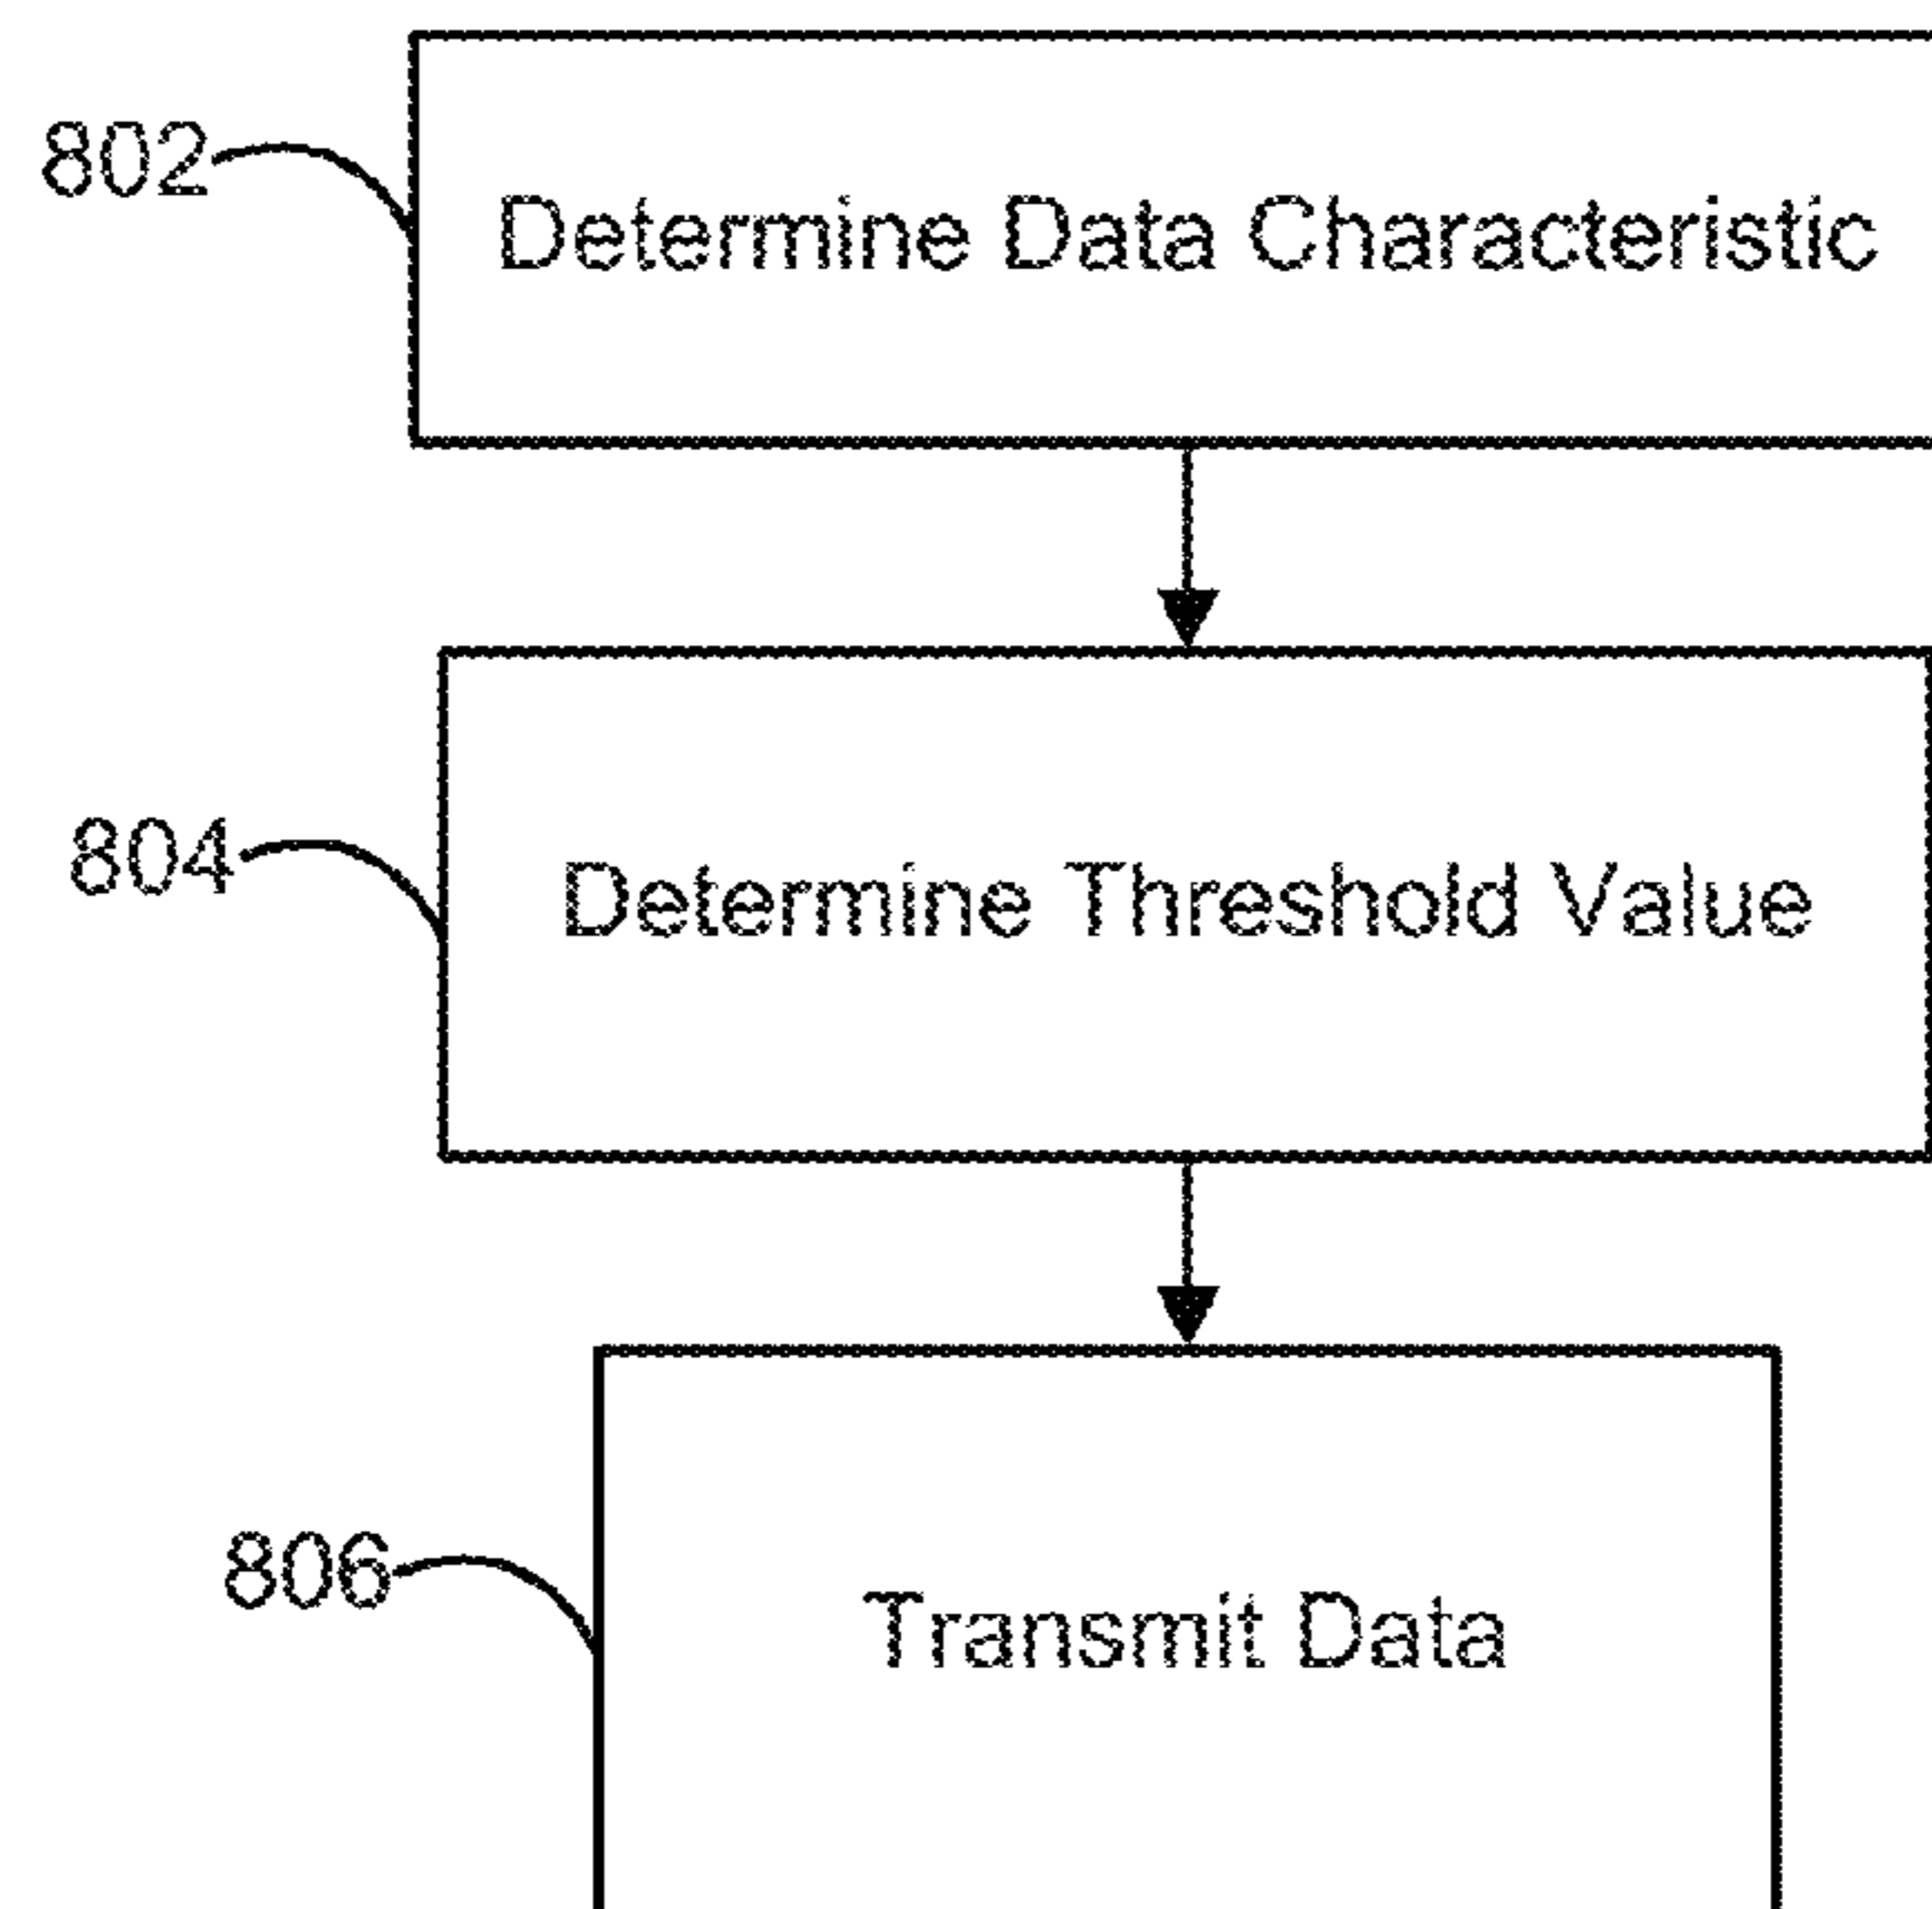 802
Determine Data Characteristic
804
Determine Threshold Value
806
Transmit Data